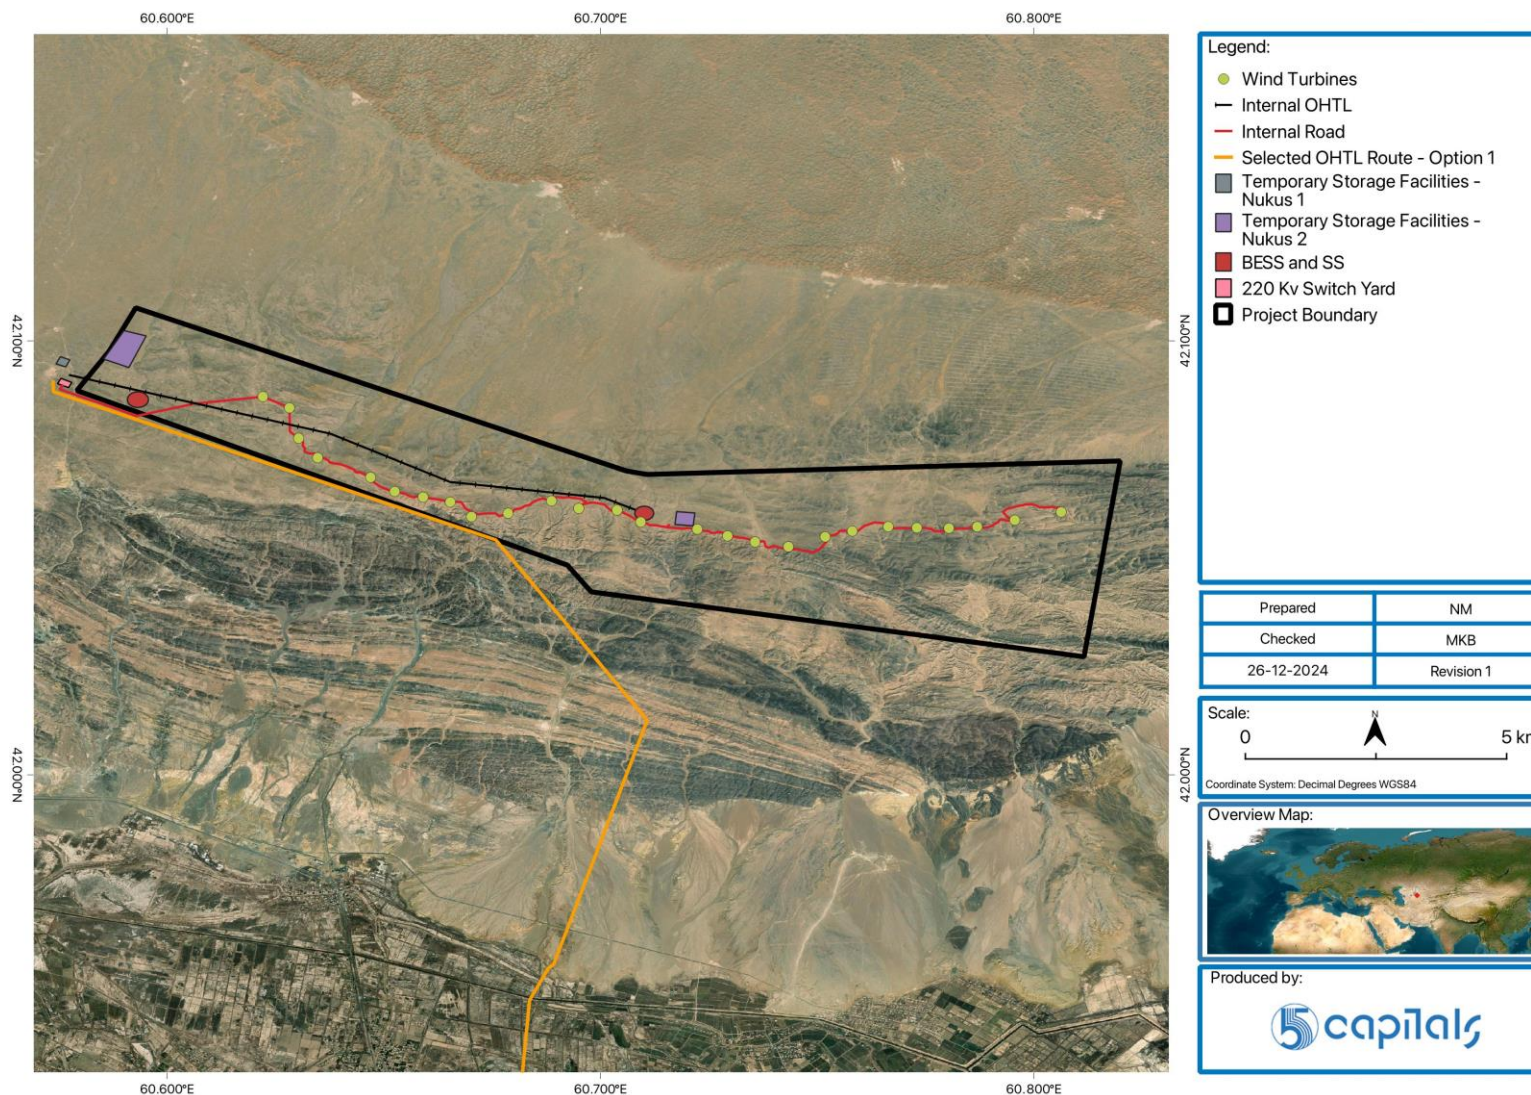 60.600°E
60.700°E
60.800°E
42.100°N
42.100°N
42.000°N
42.000°N
60.600°E
60.700°E
60.800°E
Legend:
Wind Turbines
Internal OHTL
Internal Road
Selected OHTL Route - Option 1
Temporary Storage Facilities -
Nukus 1
Temporary Storage Facilities -
Nukus 2
BESS and SS
220 Kv Switch Yard
Project Boundary
Prepared NM
Checked MKB
26-12-2024 Revision 1
Scale:
N
0 5 km
Coordinate System: Decimal Degrees WGS84
Overview Map:
Produced by:
5 capitals